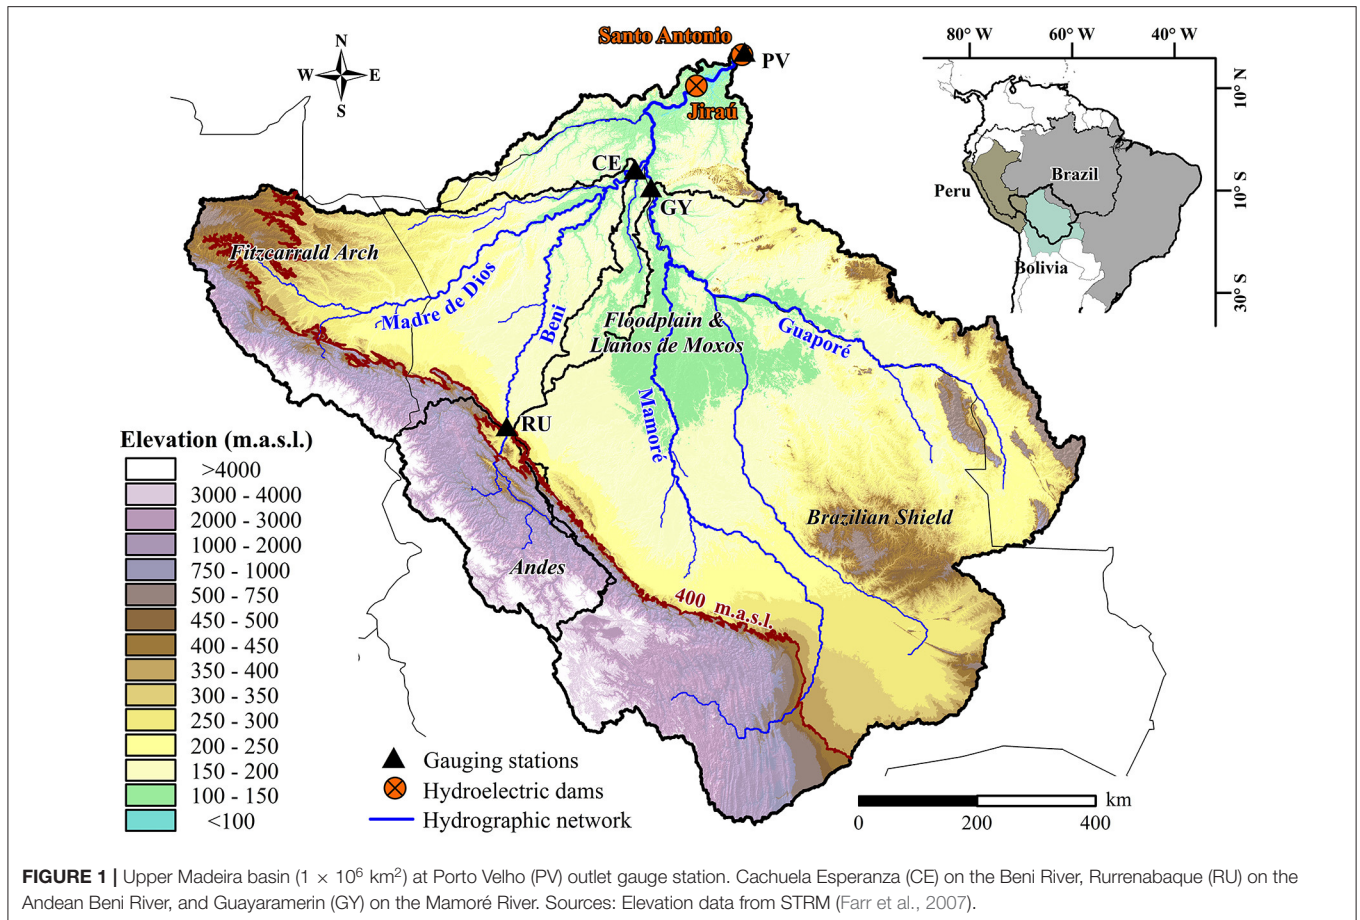 Santo Antonio
PV
Jiraú
N
W E
S
80° W 60° W 40° W
10° N
10° S
30° S
Peru
Brazil
Bolivia
CE
GY
Fitzcarrald Arch
Madre de Dios
Beni
Floodplain &
Llanos de Moxos
Guaporé
Mamoré
RU
Brazilian Shield
Andes
400 m.a.s.l.
Elevation (m.a.s.l.)
>4000
3000 - 4000
2000 - 3000
1000 - 2000
750 - 1000
500 - 750
450 - 500
400 - 450
350 - 400
300 - 350
250 - 300
200 - 250
150 - 200
100 - 150
<100
Gauging stations
Hydroelectric dams
Hydrographic network
km
0 200 400
FIGURE 1 | Upper Madeira basin (1 × 10⁶ km²) at Porto Velho (PV) outlet gauge station. Cachuela Esperanza (CE) on the Beni River, Rurrenabaque (RU) on the
Andean Beni River, and Guayaramerin (GY) on the Mamoré River. Sources: Elevation data from STRM (Farr et al., 2007).